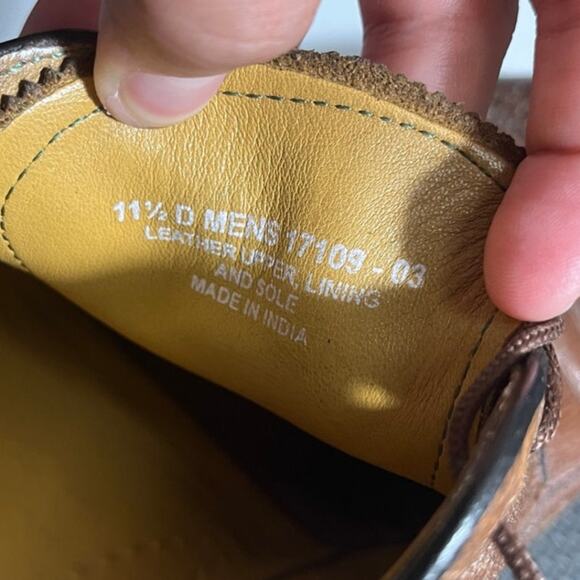 11½ D MENS 17109 - 03
LEATHER UPPER, LINING
AND SOLE
MADE IN INDIA